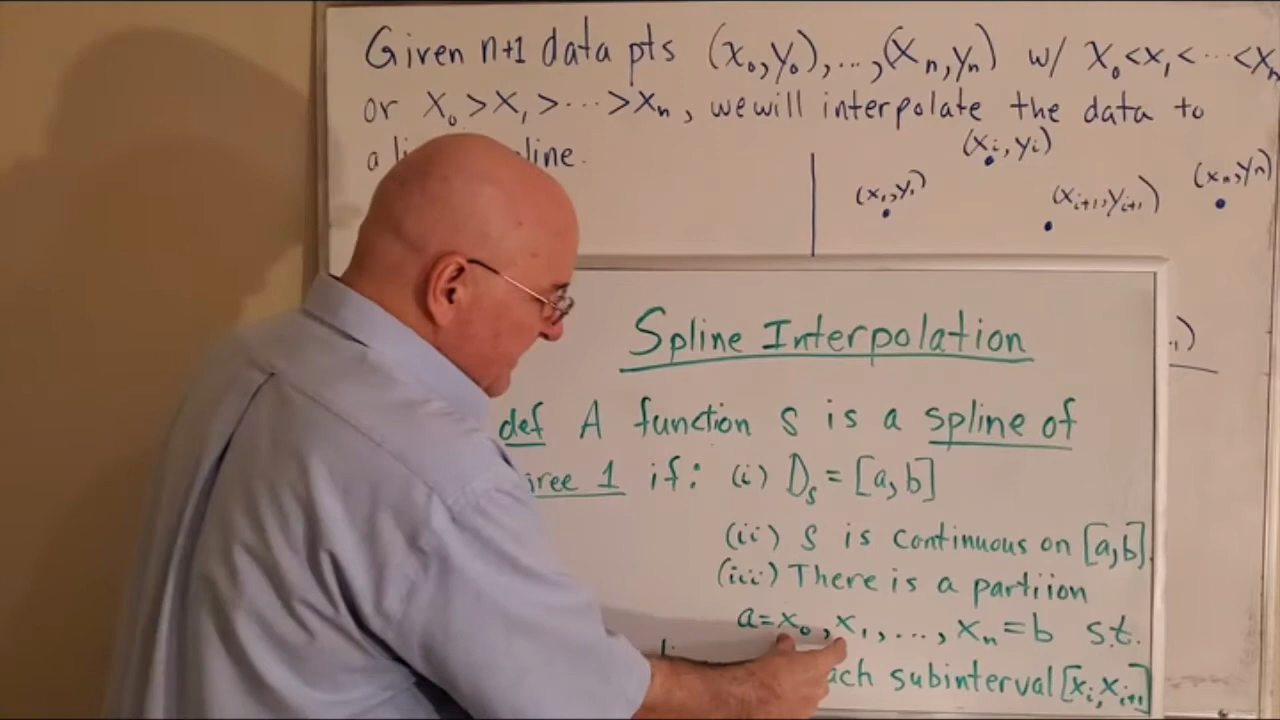 Given n+1 data pts (x₀,y₀),...,(xₙ,yₙ) w/ x₀<x₁<⋯<xₙ
or x₀>x₁>⋯>xₙ, we will interpolate the data to
a
(xᵢ,yᵢ)
(x₁,y₁)
(xᵢ₊₁,yᵢ₊₁)
(xₙ,yₙ)
Spline Interpolation
def A function S is a spline of
1 if: (i) Dₛ=[a,b]
(ii) S is continuous on [a,b].
(iii) There is a partiion
a=x₀,x₁,...,xₙ=b s.t.
subinterval [xᵢ,xᵢ₊₁]